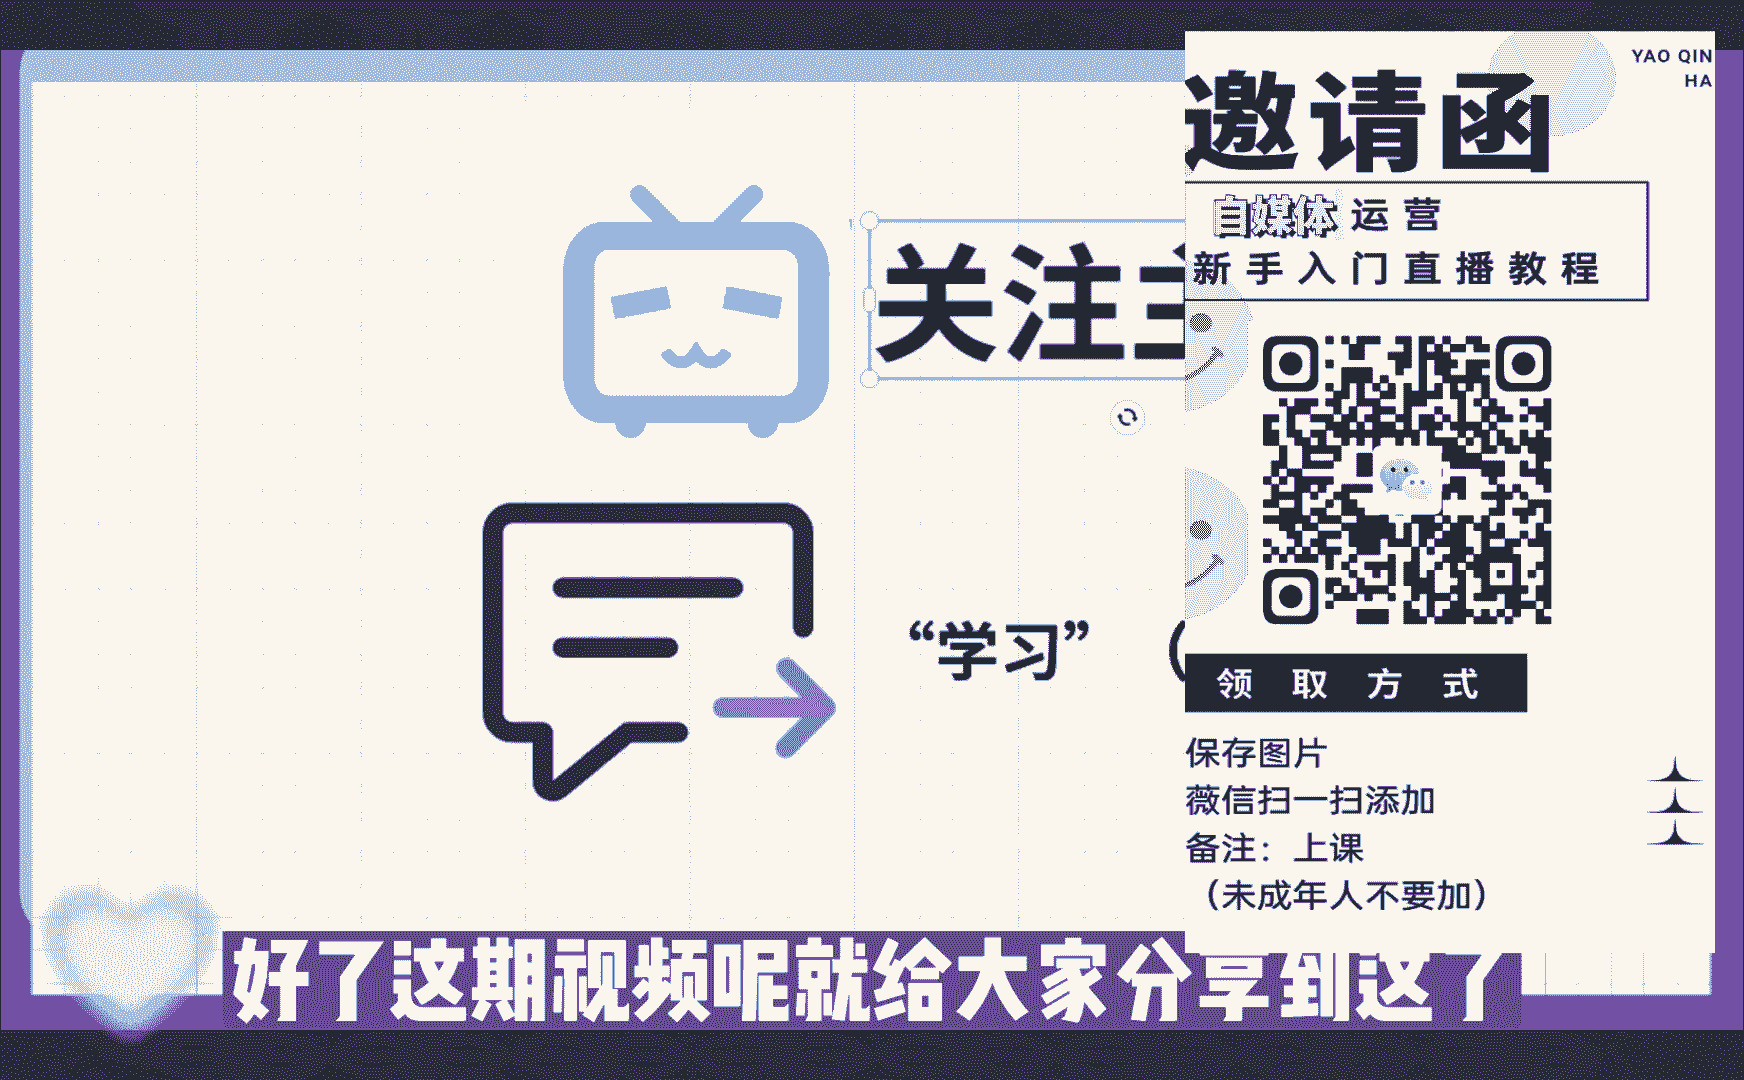 YAO QIN
HA
邀请函
自媒体运营
新手入门直播教程
关注主
“学习”
(
领取方式
保存图片
薇信扫一扫添加
备注：上课
（未成年人不要加）
好了这期视频呢就给大家分享到这了